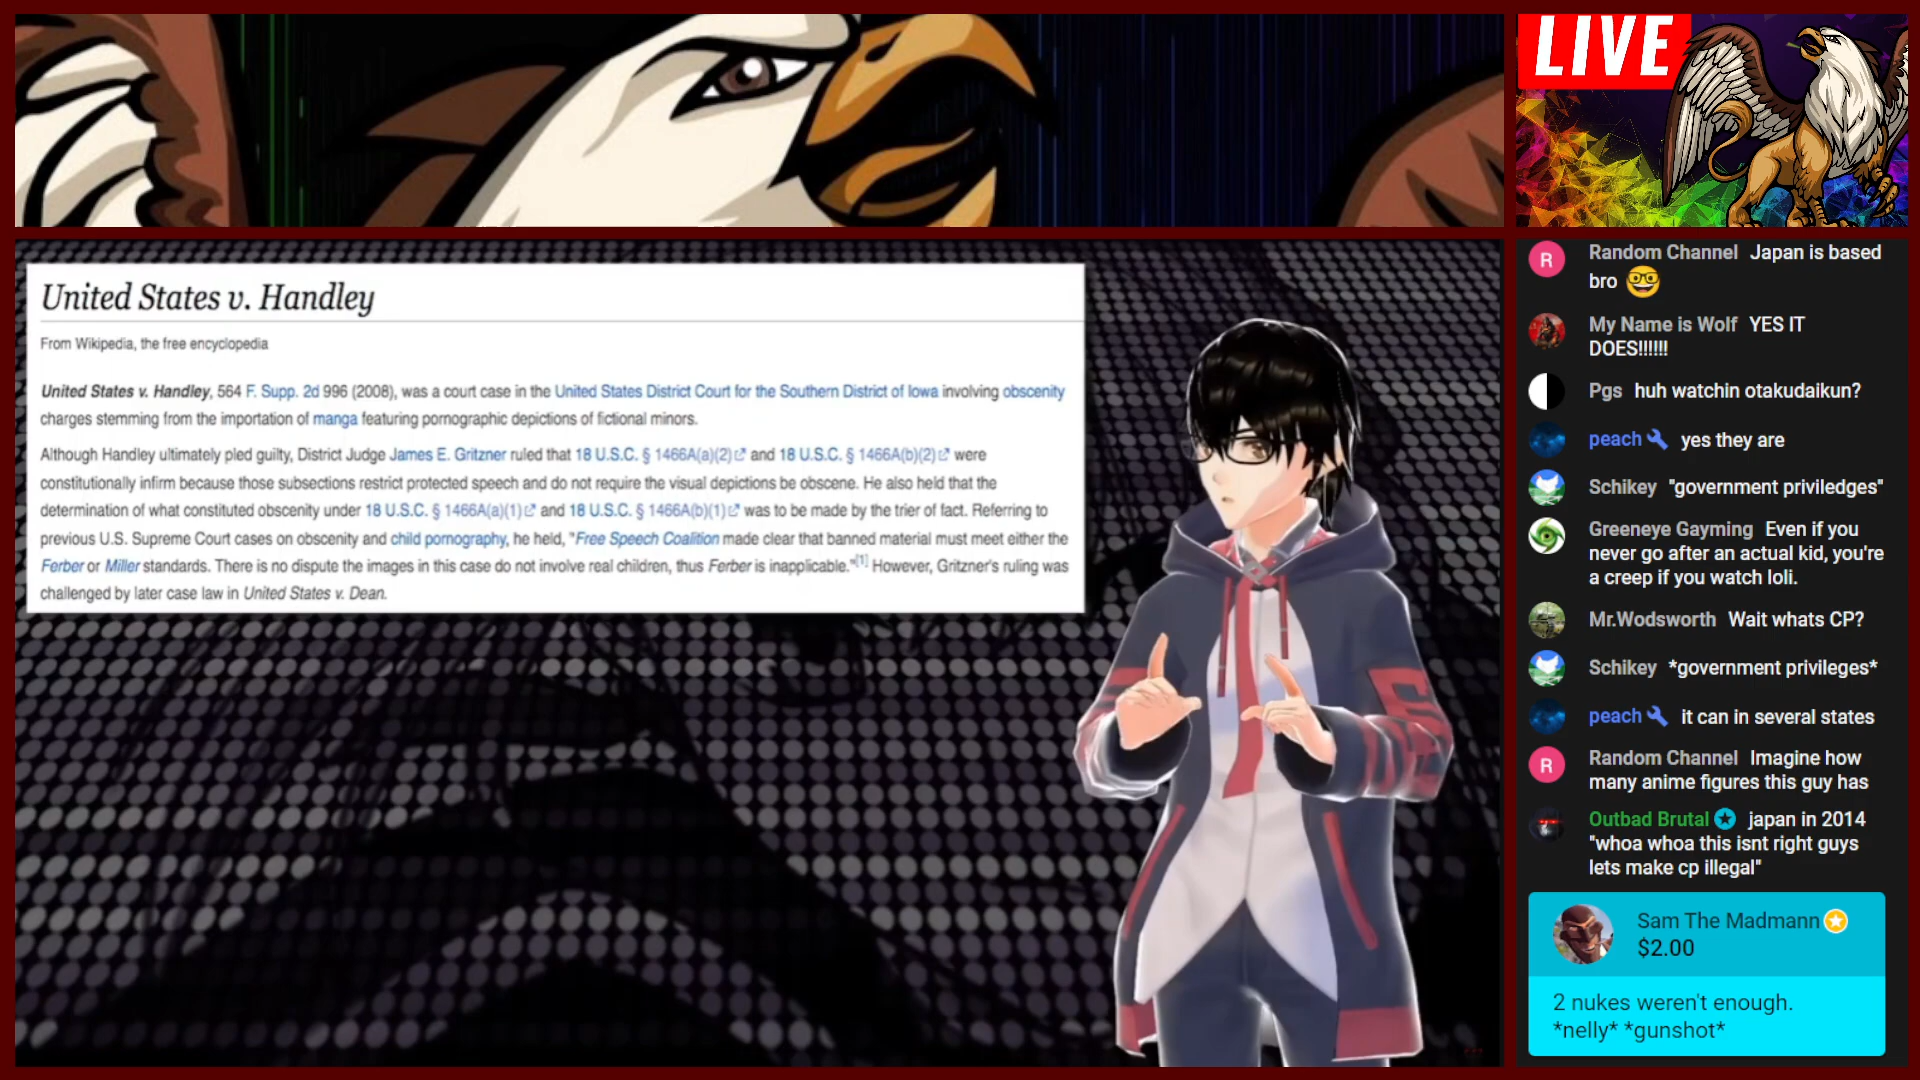 LIVE
United States v. Handley
From Wikipedia, the free encyclopedia
United States v. Handley, 564 F. Supp. 2d 996 (2008), was a court case in the United States District Court for the Southern District of Iowa involving obscenity
charges stemming from the importation of manga featuring pornographic depictions of fictional minors.
Although Handley ultimately pled guilty, District Judge James E. Gritzner ruled that 18 U.S.C. § 1466A(a)(2) and 18 U.S.C. § 1466A(b)(2) were
constitutionally infirm because those subsections restrict protected speech and do not require the visual depictions be obscene. He also held that the
determination of what constituted obscenity under 18 U.S.C. § 1466A(a)(1) and 18 U.S.C. § 1466A(b)(1) was to be made by the trier of fact. Referring to
previous U.S. Supreme Court cases on obscenity and child pornography, he held, "Free Speech Coalition made clear that banned material must meet either the
Ferber or Miller standards. There is no dispute the images in this case do not involve real children, thus Ferber is inapplicable."[1] However, Gritzner's ruling was
challenged by later case law in United States v. Dean.
R
Random Channel Japan is based
bro 🤓
My Name is Wolf YES IT
DOES!!!!!!
Pgs huh watchin otakudaikun?
peach yes they are
Schikey "government priviledges"
Greeneye Gayming Even if you
never go after an actual kid, you're
a creep if you watch loli.
Mr.Wodsworth Wait whats CP?
Schikey *government privileges*
peach it can in several states
R
Random Channel Imagine how
many anime figures this guy has
Outbad Brutal japan in 2014
"whoa whoa this isnt right guys
lets make cp illegal"
Sam The Madmann
$2.00
2 nukes weren't enough.
*nelly* *gunshot*